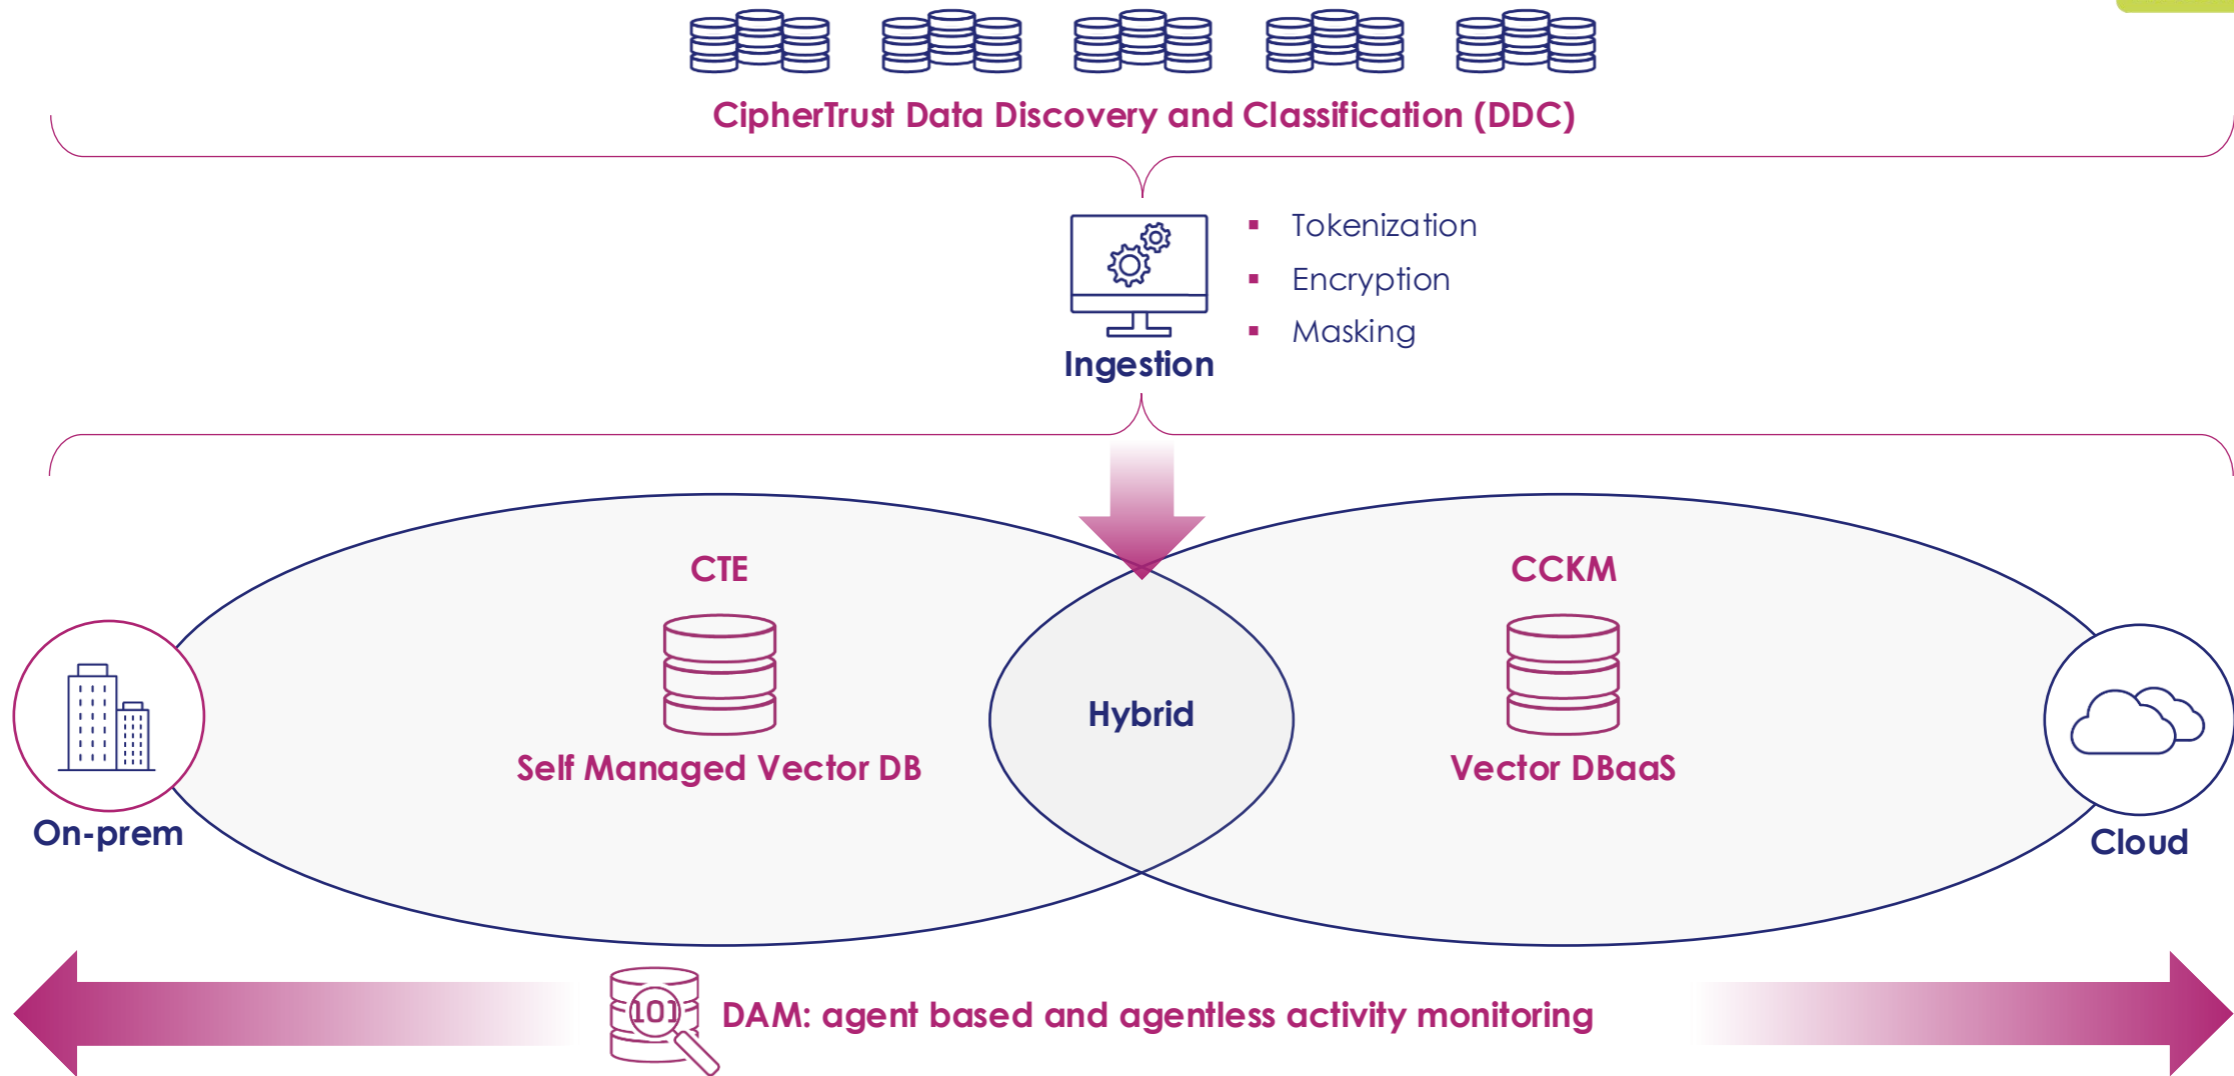 CipherTrust Data Discovery and Classification (DDC)
▪ Tokenization
▪ Encryption
▪ Masking
Ingestion
CTE
CCKM
Hybrid
Self Managed Vector DB
Vector DBaaS
On-prem
Cloud
101
DAM: agent based and agentless activity monitoring